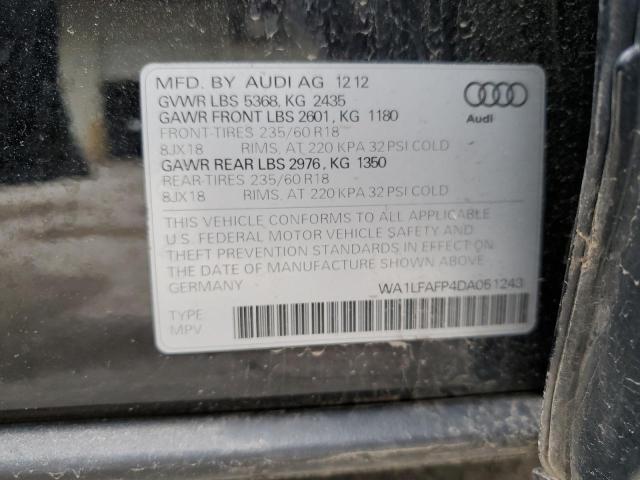 MFD. BY AUDI AG 12 12
GVWR LBS 5368, KG 2435
GAWR FRONT LBS 2601, KG 1180
FRONT-TIRES 235/60 R18
8JX18 RIMS, AT 220 KPA 32 PSI COLD
GAWR REAR LBS 2976, KG 1350
REAR-TIRES 235/60 R18
8JX18 RIMS, AT 220 KPA 32 PSI COLD
Audi
THIS VEHICLE CONFORMS TO ALL APPLICABLE
U.S. FEDERAL MOTOR VEHICLE SAFETY AND
THEFT PREVENTION STANDARDS IN EFFECT ON
THE DATE OF MANUFACTURE SHOWN ABOVE.
GERMANY WA1LFAFP4DA051243
TYPE
MPV